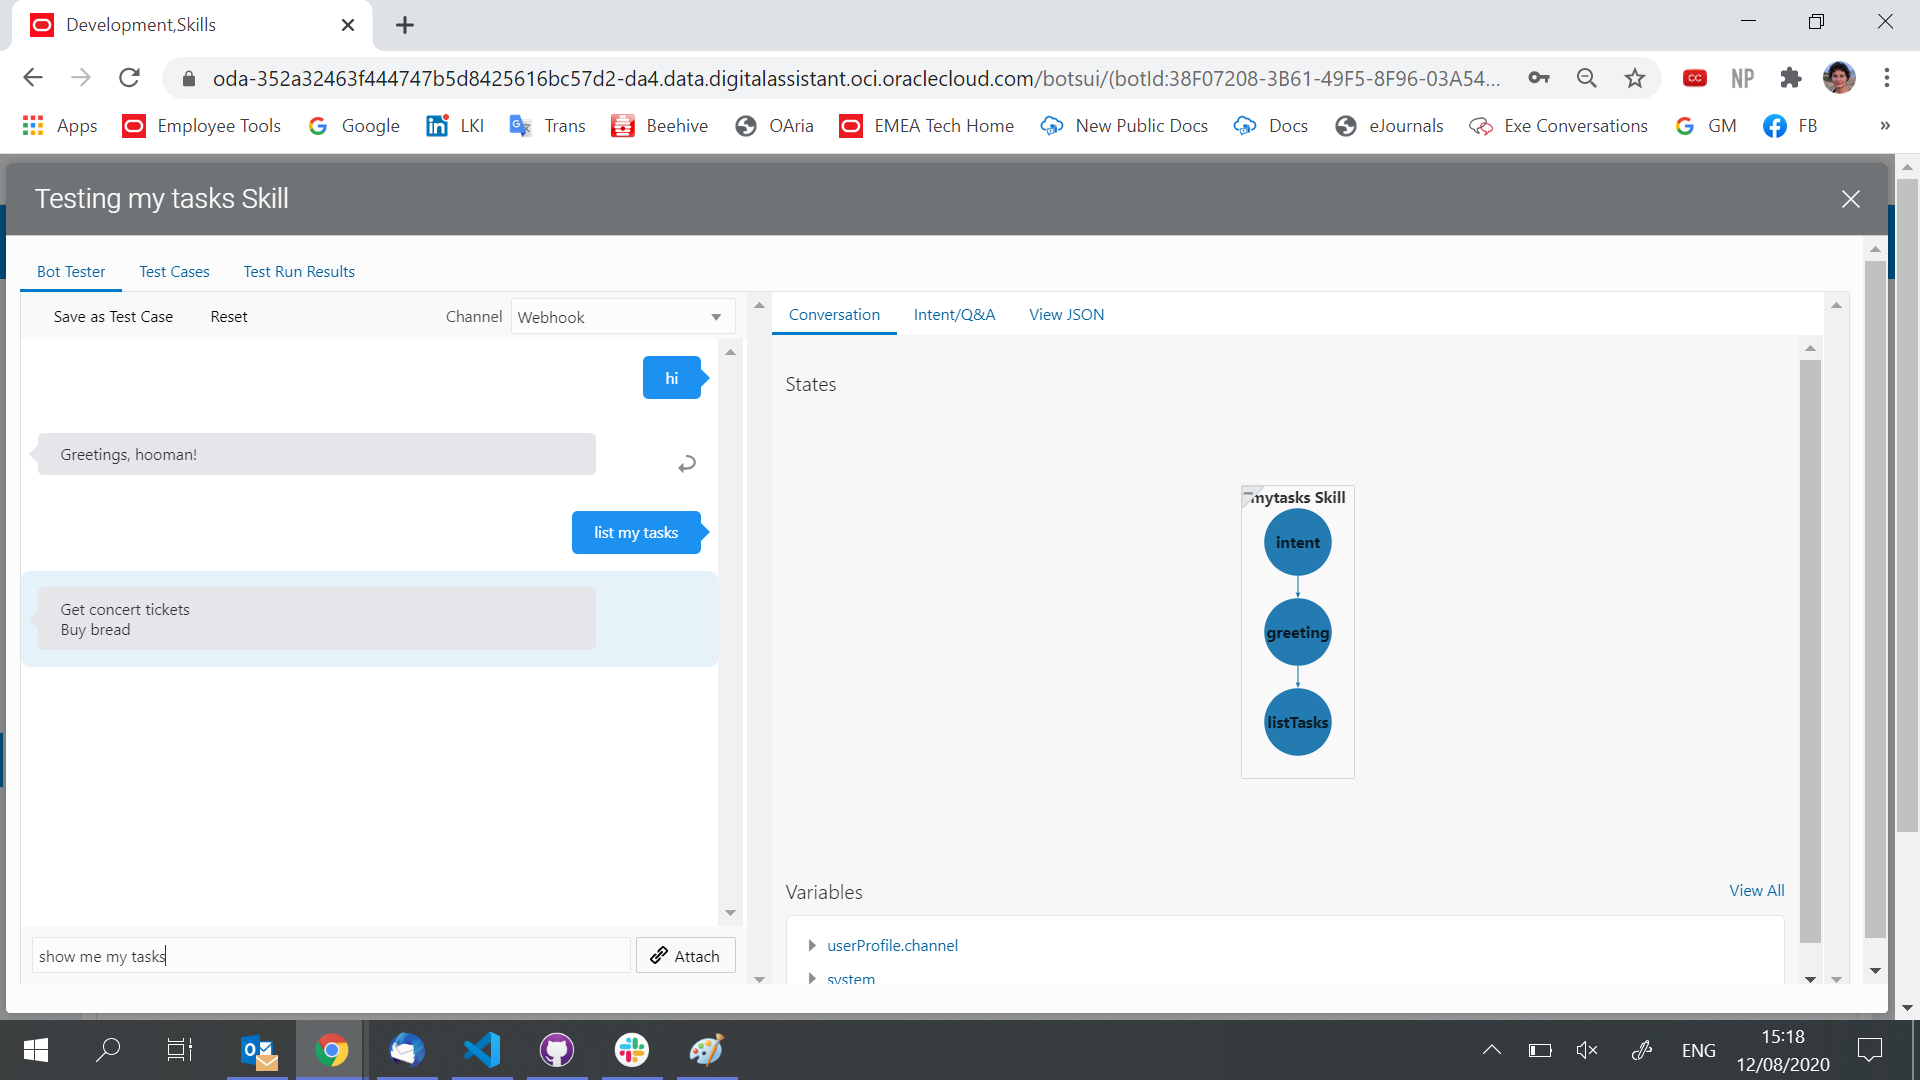 Development,Skills
oda-352a32463f444747b5d8425616bc57d2-da4.data.digitalassistant.oci.oraclecloud.com/botsui/(botId:38F07208-3B61-49F5-8F96-03A54...
CC
NP
Apps
Employee Tools
Google
LKI
Trans
Beehive
OAria
EMEA Tech Home
New Public Docs
Docs
eJournals
Exe Conversations
GM
FB
»
Testing my tasks Skill
Bot Tester
Test Cases
Test Run Results
Save as Test Case
Reset
Channel
Webhook
hi
Greetings, hooman!
list my tasks
Get concert tickets
Buy bread
show me my tasks
Attach
Conversation
Intent/Q&A
View JSON
States
mytasks Skill
intent
greeting
listTasks
Variables
View All
userProfile.channel
system
ENG
15:18
12/08/2020